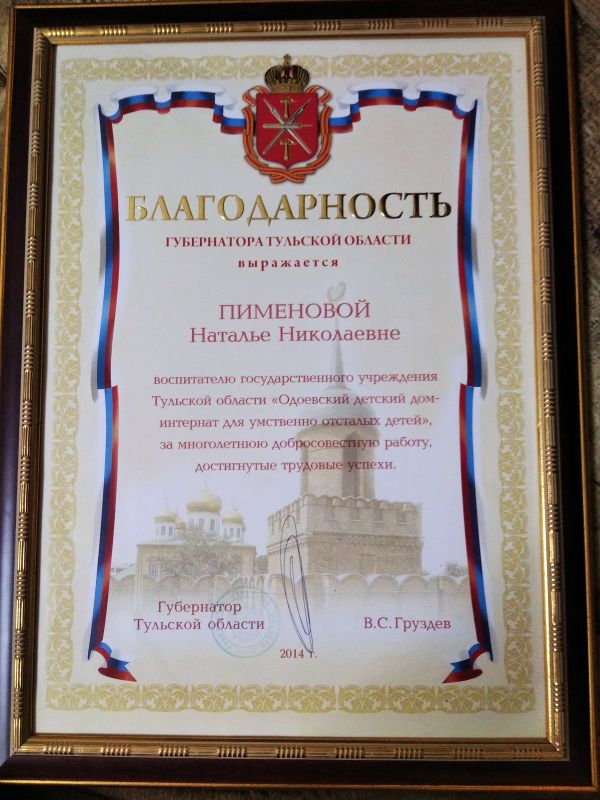 БЛАГОДАРНОСТЬ
ГУБЕРНАТОРА ТУЛЬСКОЙ ОБЛАСТИ
выражается
ПИМЕНОВОЙ
Наталье Николаевне
воспитателю государственного учреждения
Тульской области «Одоевский детский дом-
интернат для умственно отсталых детей»,
за многолетнюю добросовестную работу,
достигнутые трудовые успехи.
Губернатор
Тульской области
В.С.Груздев
2014 г.